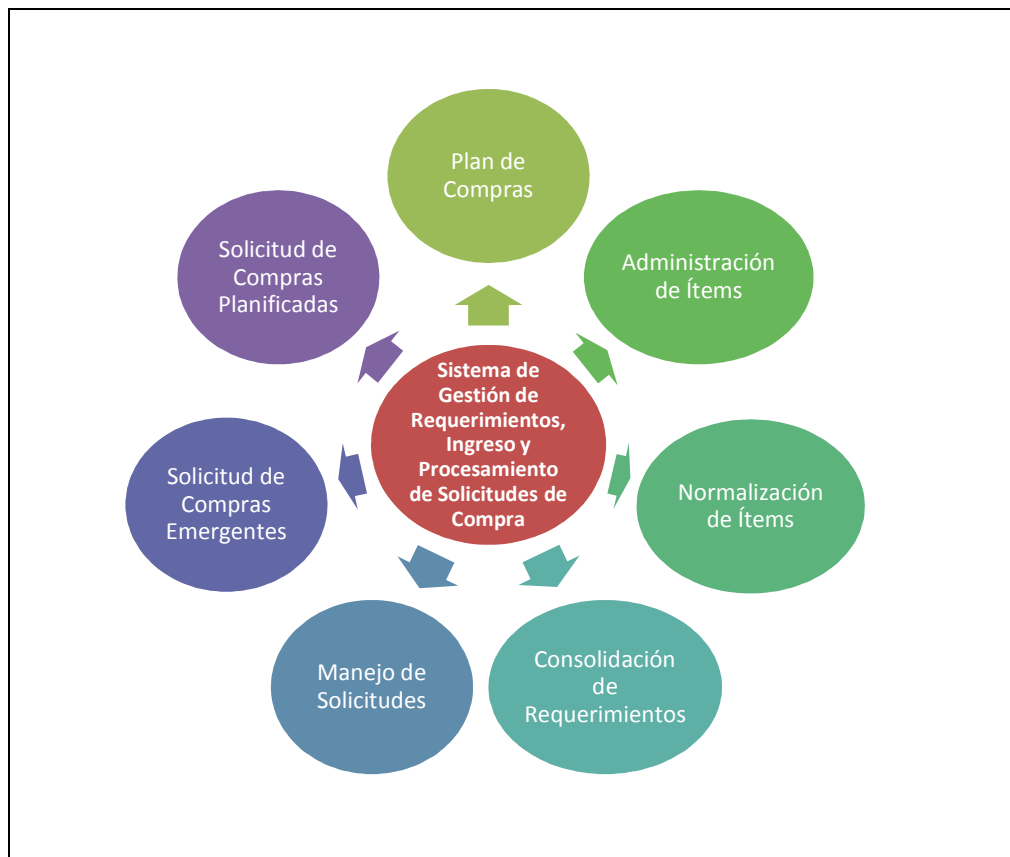 Plan de
Compras
Administración
de Ítems
Normalización
de Ítems
Consolidación
de
Requerimientos
Manejo de
Solicitudes
Solicitud de
Compras
Emergentes
Solicitud de
Compras
Planificadas
Sistema de
Gestión de
Requerimientos,
Ingreso y
Procesamiento
de Solicitudes de
Compra